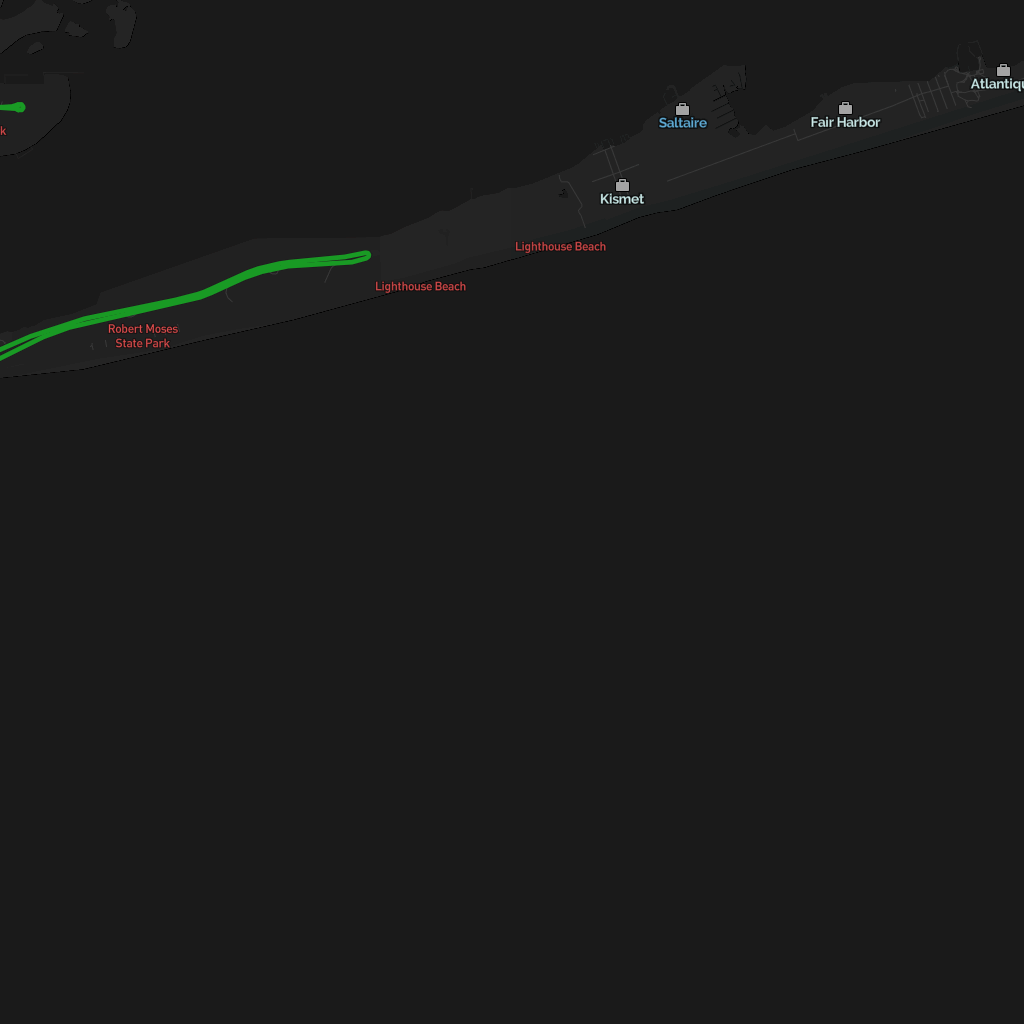 Atlantiqu
Saltaire
Fair Harbor
k
Kismet
Lighthouse Beach
Lighthouse Beach
Robert Moses
State Park